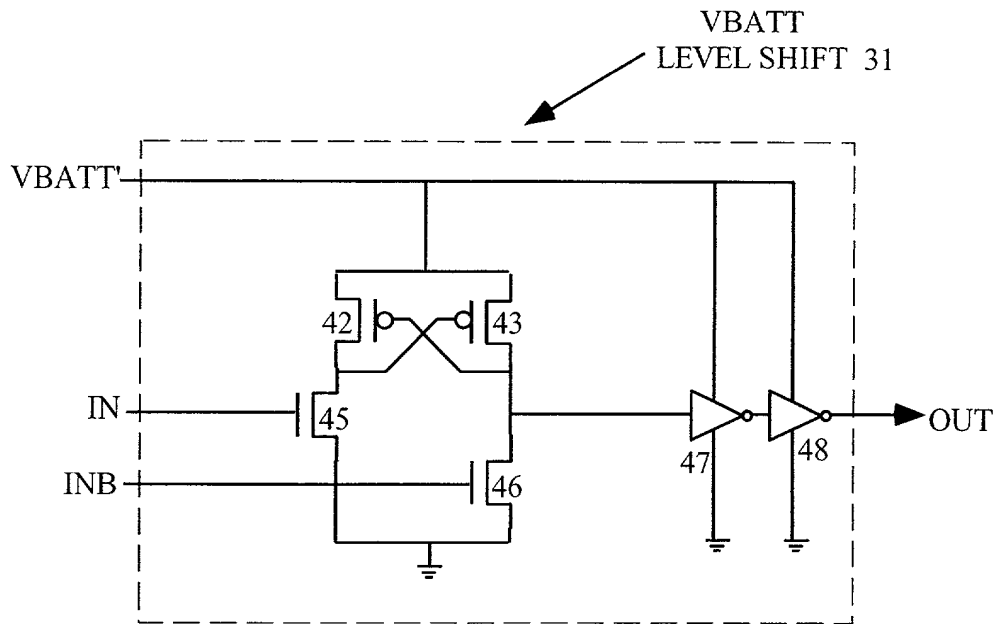 VBATT
LEVEL SHIFT 31
VBATT'
42
43
IN
45
OUT
47
48
INB
46